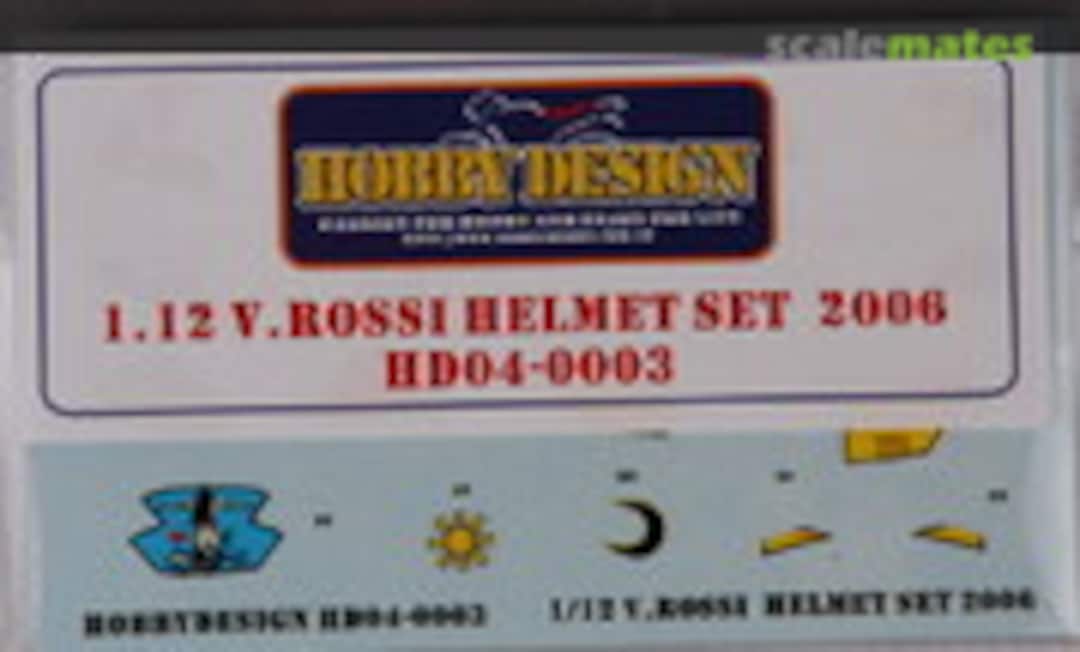 scalemates
HOBBY DESIGN
1.12 V.ROSSI HELMET SET 2006
HD04-0003
HOBBYDESIGN HD04-0003
1/12 V.ROSSI HELMET SET 2006